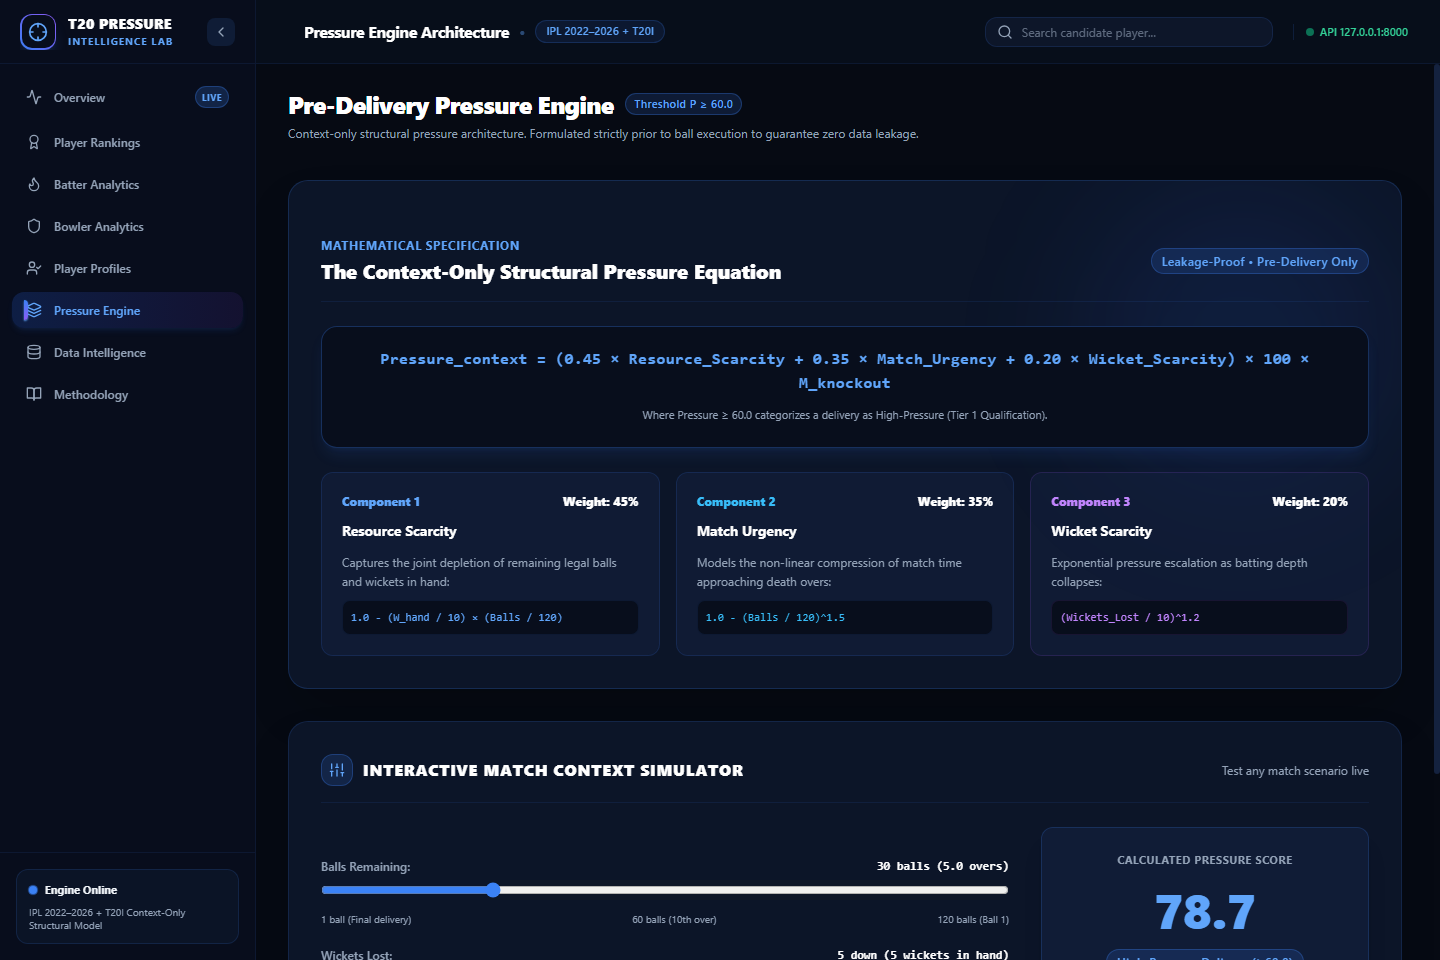 T20 PRESSURE
INTELLIGENCE LAB
Overview
LIVE
Player Rankings
Batter Analytics
Bowler Analytics
Player Profiles
Pressure Engine
Data Intelligence
Methodology
Engine Online
IPL 2022–2026 + T20I Context-Only
Structural Model
Pressure Engine Architecture
•
IPL 2022–2026 + T20I
Search candidate player...
API 127.0.0.1:8000
Pre-Delivery Pressure Engine
Threshold P ≥ 60.0
Context-only structural pressure architecture. Formulated strictly prior to ball execution to guarantee zero data leakage.
MATHEMATICAL SPECIFICATION
The Context-Only Structural Pressure Equation
Leakage-Proof • Pre-Delivery Only
Pressure_context = (0.45 × Resource_Scarcity + 0.35 × Match_Urgency + 0.20 × Wicket_Scarcity) × 100 ×
M_knockout
Where Pressure ≥ 60.0 categorizes a delivery as High-Pressure (Tier 1 Qualification).
Component 1
Weight: 45%
Resource Scarcity
Captures the joint depletion of remaining legal balls
and wickets in hand:
1.0 - (W_hand / 10) × (Balls / 120)
Component 2
Weight: 35%
Match Urgency
Models the non-linear compression of match time
approaching death overs:
1.0 - (Balls / 120)^1.5
Component 3
Weight: 20%
Wicket Scarcity
Exponential pressure escalation as batting depth
collapses:
(Wickets_Lost / 10)^1.2
INTERACTIVE MATCH CONTEXT SIMULATOR
Test any match scenario live
Balls Remaining:
30 balls (5.0 overs)
1 ball (Final delivery)
60 balls (10th over)
120 balls (Ball 1)
Wickets Lost:
5 down (5 wickets in hand)
CALCULATED PRESSURE SCORE
78.7